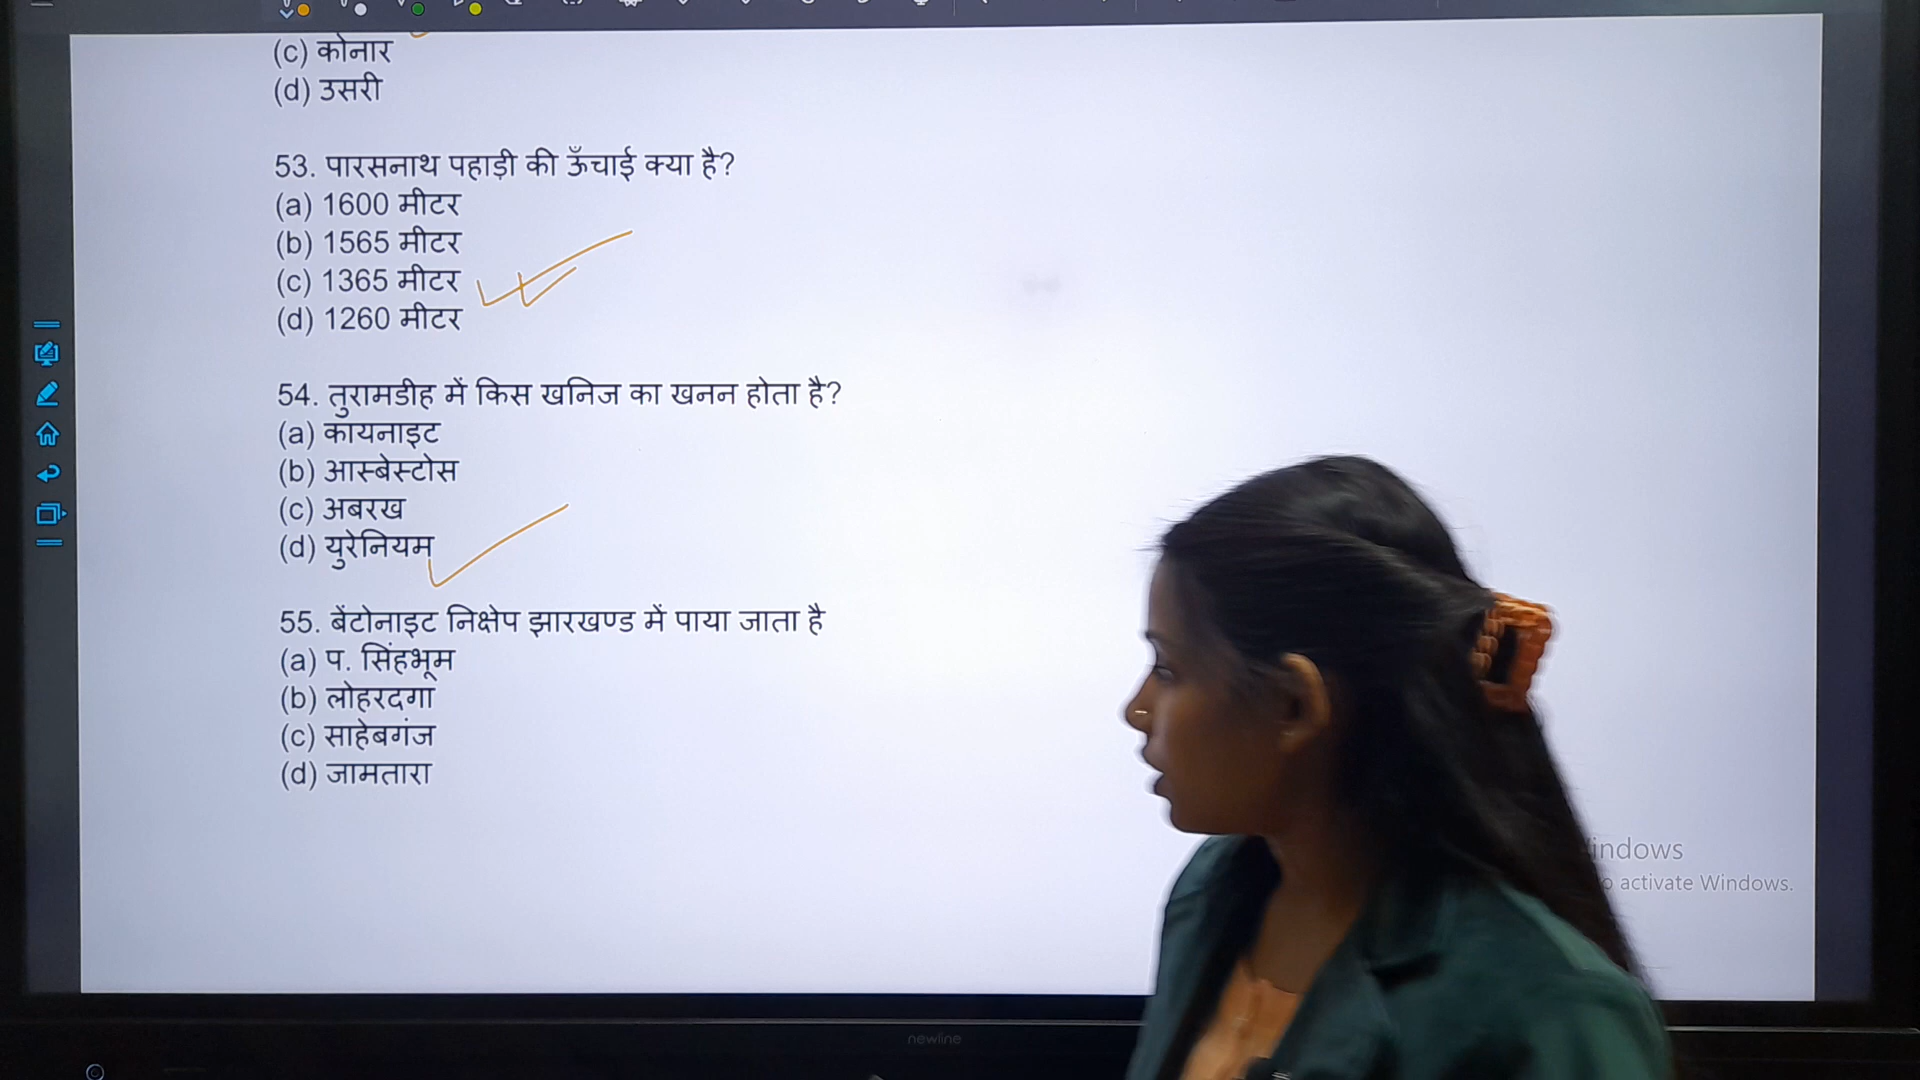 (c) कोनार
(d) उसरी
53. पारसनाथ पहाड़ी की ऊँचाई क्या है?
(a) 1600 मीटर
(b) 1565 मीटर
(c) 1365 मीटर
(d) 1260 मीटर
54. तुरामडीह में किस खनिज का खनन होता है?
(a) कायनाइट
(b) आस्बेस्टोस
(c) अबरख
(d) युरेनियम
55. बेंटोनाइट निक्षेप झारखण्ड में पाया जाता है
(a) प. सिंहभूम
(b) लोहरदगा
(c) साहेबगंज
(d) जामतारा
indows
o activate Windows.
newline